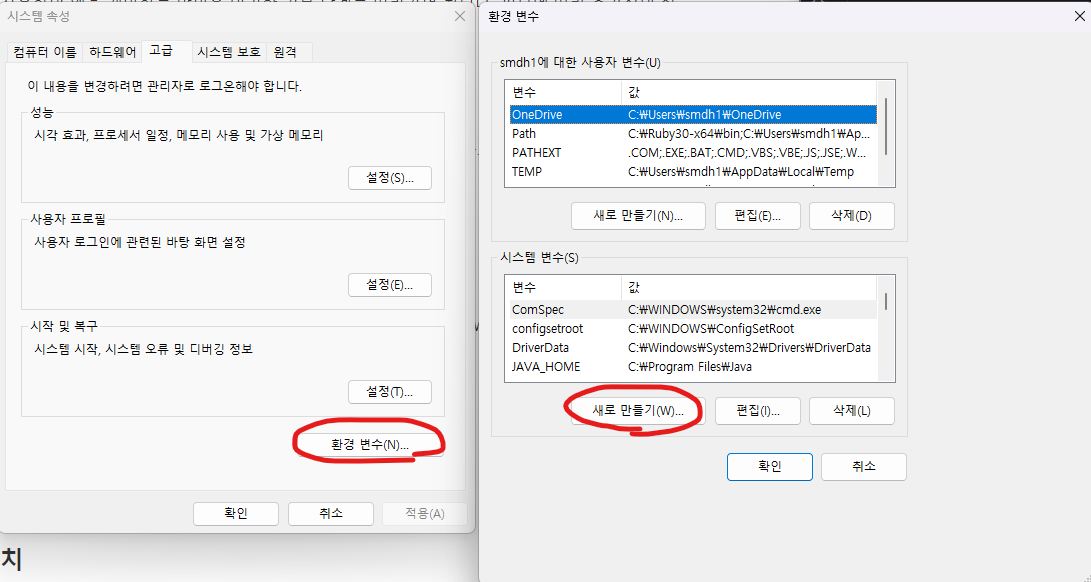 시스템 속성
컴퓨터 이름
하드웨어
고급
시스템 보호
원격
이 내용을 변경하려면 관리자로 로그온해야 합니다.
성능
시각 효과, 프로세서 일정, 메모리 사용 및 가상 메모리
설정(S)...
사용자 프로필
사용자 로그인에 관련된 바탕 화면 설정
설정(E)...
시작 및 복구
시스템 시작, 시스템 오류 및 디버깅 정보
설정(T)...
환경 변수(N)...
확인
취소
적용(A)
치
환경 변수
smdh1에 대한 사용자 변수(U)
변수 값
OneDrive C:₩Users₩smdh1₩OneDrive
Path C:₩Ruby30-x64₩bin;C:₩Users₩smdh1₩Ap...
PATHEXT .COM;.EXE;.BAT;.CMD;.VBS;.VBE;.JS;.JSE;.W...
TEMP C:₩Users₩smdh1₩AppData₩Local₩Temp
새로 만들기(N)...
편집(E)...
삭제(D)
시스템 변수(S)
변수 값
ComSpec C:₩WINDOWS₩system32₩cmd.exe
configsetroot C:₩WINDOWS₩ConfigSetRoot
DriverData C:₩Windows₩System32₩Drivers₩DriverData
JAVA_HOME C:₩Program Files₩Java
새로 만들기(W)...
편집(I)...
삭제(L)
확인
취소